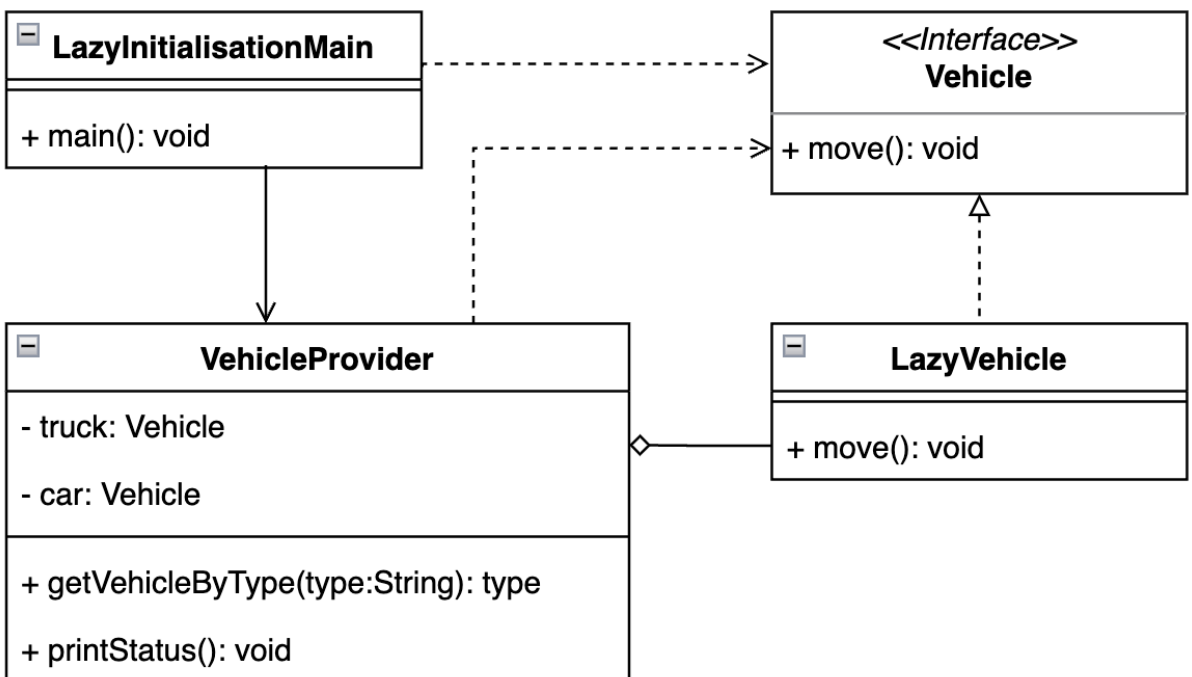 LazyInitialisationMain
+ main(): void
<<Interface>>
Vehicle
+ move(): void
VehicleProvider
- truck: Vehicle
- car: Vehicle
+ getVehicleByType(type:String): type
+ printStatus(): void
LazyVehicle
+ move(): void